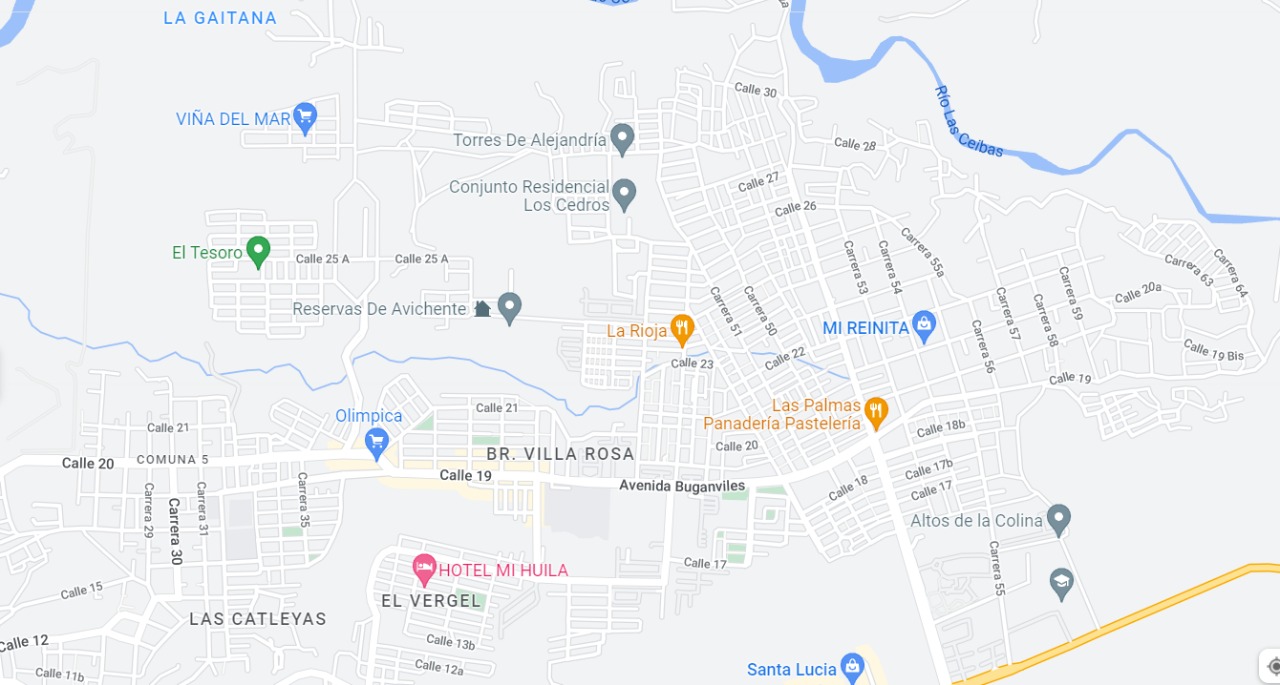 LA GAITANA
Calle 30
Río Las Ceibas
VIÑA DEL MAR
Torres De Alejandría
Calle 28
Conjunto Residencial
Los Cedros
Calle 27
Calle 26
El Tesoro
Calle 25 A
Calle 25 A
Carrera 53
Carrera 54
Carrera 55a
Carrera 63
Carrera 64
Reservas De Avichente
Carrera 51
Carrera 50
Carrera 57
Carrera 58
Carrera 59
Calle 20a
La Rioja
MI REINITA
Carrera 56
Calle 19 Bis
Calle 23
Calle 22
Calle 19
Olimpica
Calle 21
Las Palmas
Panadería Pastelería
Calle 21
Calle 18b
BR. VILLA ROSA
Calle 20
Calle 20
COMUNA 5
Calle 19
Avenida Buganviles
Calle 17b
Calle 18
Calle 17
Carrera 29
Carrera 30
Carrera 31
Carrera 35
Altos de la Colina
Calle 17
Carrera 55
HOTEL MI HUILA
EL VERGEL
Calle 15
LAS CATLEYAS
Calle 12
Calle 13b
Calle 12a
Calle 11b
Santa Lucia